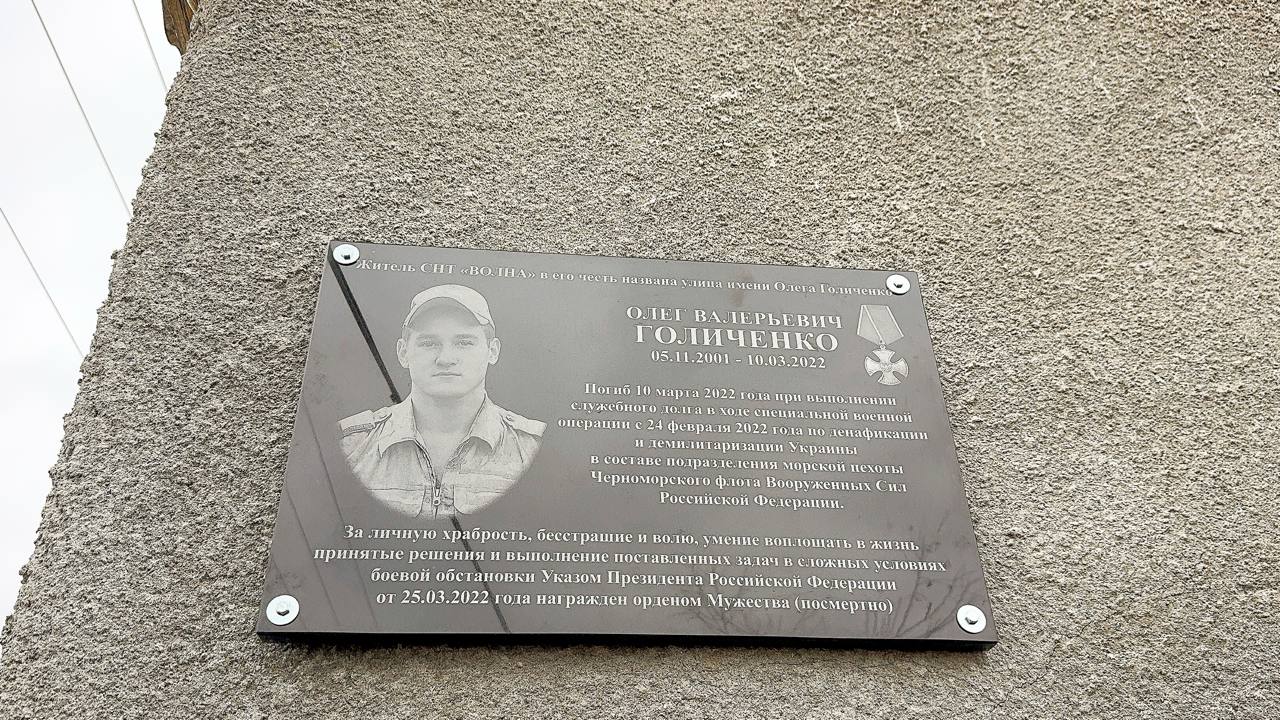 Житель СНТ «ВОЛНА» в его честь названа улица имени Олега Голиченко
ОЛЕГ ВАЛЕРЬЕВИЧ
ГОЛИЧЕНКО
05.11.2001 - 10.03.2022
Погиб 10 марта 2022 года при выполнении
служебного долга в ходе специальной военной
операции с 24 февраля 2022 года по денафикации
и демилитаризации Украины
в составе подразделения морской пехоты
Черноморского флота Вооруженных Сил
Российской Федерации.
За личную храбрость, бесстрашие и волю, умение воплощать в жизнь
принятые решения и выполнение поставленных задач в сложных условиях
боевой обстановки Указом Президента Российской Федерации
от 25.03.2022 года награжден орденом Мужества (посмертно)